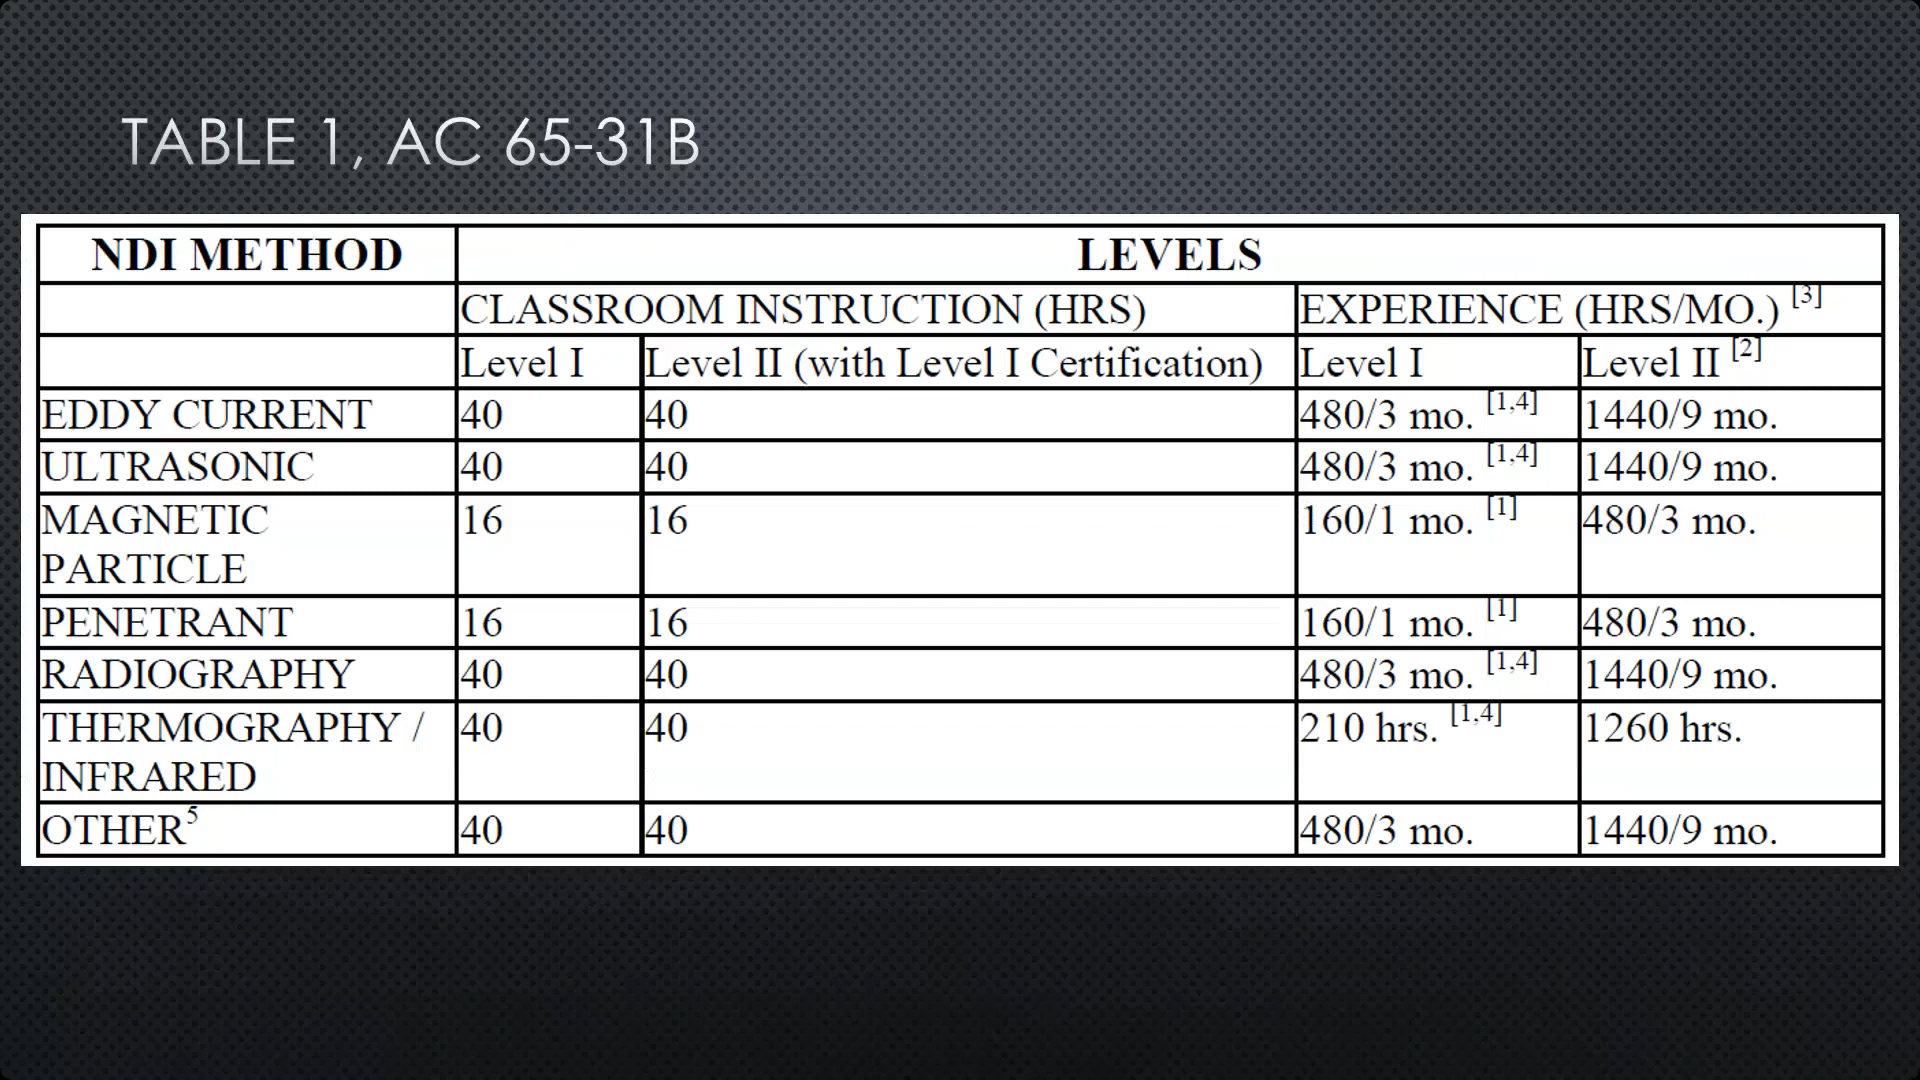 TABLE 1, AC 65-31B
NDI METHOD LEVELS
CLASSROOM INSTRUCTION (HRS) EXPERIENCE (HRS/MO.) [3]
Level I Level II (with Level I Certification) Level I Level II [2]
EDDY CURRENT 40 40 480/3 mo. [1,4] 1440/9 mo.
ULTRASONIC 40 40 480/3 mo. [1,4] 1440/9 mo.
MAGNETIC 16 16 160/1 mo. [1] 480/3 mo.
PARTICLE
PENETRANT 16 16 160/1 mo. [1] 480/3 mo.
RADIOGRAPHY 40 40 480/3 mo. [1,4] 1440/9 mo.
THERMOGRAPHY / 40 40 210 hrs. [1,4] 1260 hrs.
INFRARED
OTHER5 40 40 480/3 mo. 1440/9 mo.